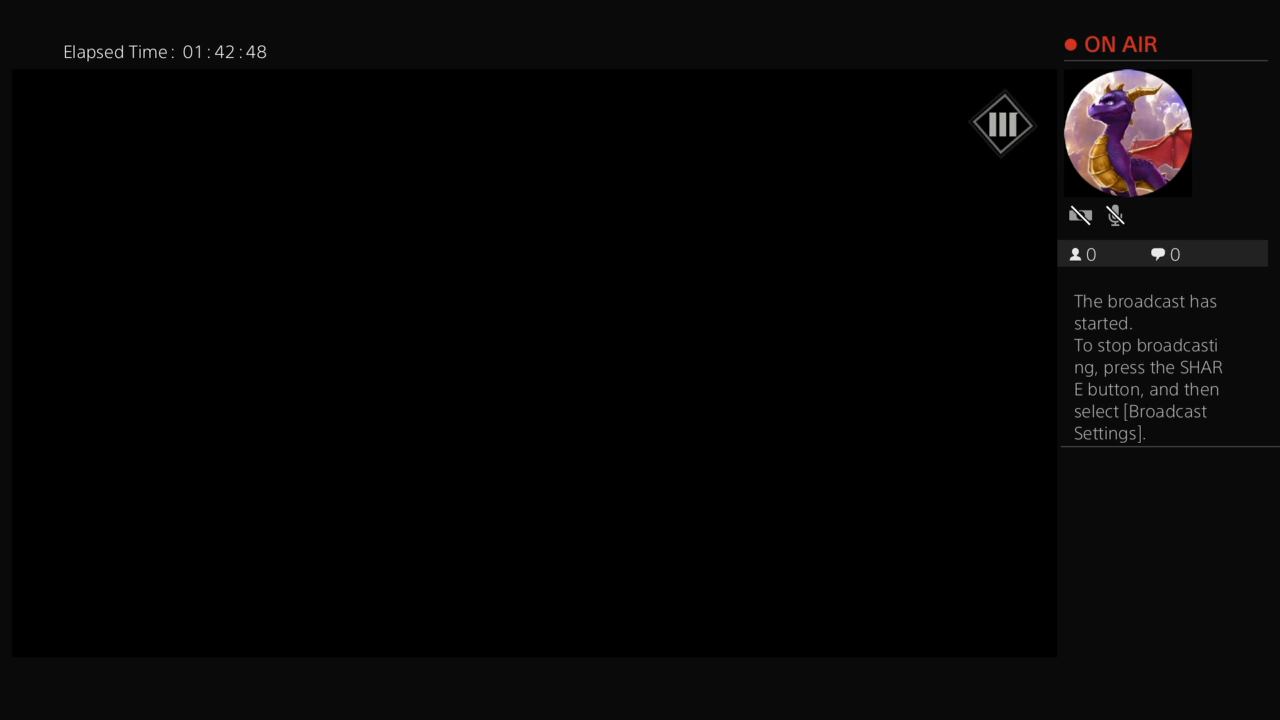 Elapsed Time: 01:42:48
ON AIR
III
0 0
The broadcast has
started.
To stop broadcasti
ng, press the SHAR
E button, and then
select [Broadcast
Settings].